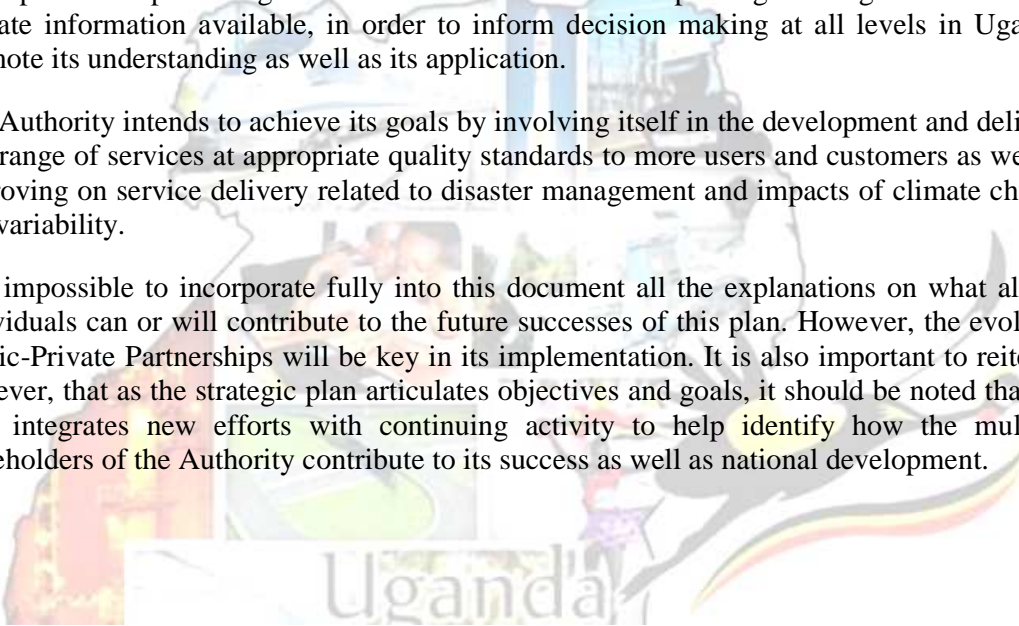 ate information available, in order to inform decision making at all levels in Uga
note its understanding as well as its application.
Authority intends to achieve its goals by involving itself in the development and deli
range of services at appropriate quality standards to more users and customers as we
roving on service delivery related to disaster management and impacts of climate ch
variability.
impossible to incorporate fully into this document all the explanations on what al
viduals can or will contribute to the future successes of this plan. However, the evol
ic-Private Partnerships will be key in its implementation. It is also important to reit
ever, that as the strategic plan articulates objectives and goals, it should be noted tha
integrates new efforts with continuing activity to help identify how the mul
eholders of the Authority contribute to its success as well as national development.
Uganda